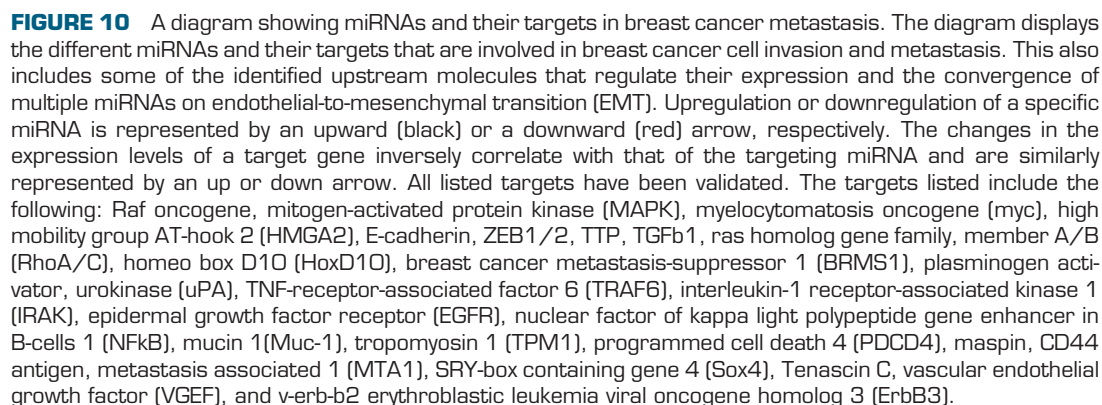 FIGURE 10 A diagram showing miRNAs and their targets in breast cancer metastasis. The diagram displays
the different miRNAs and their targets that are involved in breast cancer cell invasion and metastasis. This also
includes some of the identified upstream molecules that regulate their expression and the convergence of
multiple miRNAs on endothelial-to-mesenchymal transition (EMT). Upregulation or downregulation of a specific
miRNA is represented by an upward (black) or a downward (red) arrow, respectively. The changes in the
expression levels of a target gene inversely correlate with that of the targeting miRNA and are similarly
represented by an up or down arrow. All listed targets have been validated. The targets listed include the
following: Raf oncogene, mitogen-activated protein kinase (MAPK), myelocytomatosis oncogene (myc), high
mobility group AT-hook 2 (HMGA2), E-cadherin, ZEB1/2, TTP, TGFb1, ras homolog gene family, member A/B
(RhoA/C), homeo box D10 (HoxD10), breast cancer metastasis-suppressor 1 (BRMS1), plasminogen acti-
vator, urokinase (uPA), TNF-receptor-associated factor 6 (TRAF6), interleukin-1 receptor-associated kinase 1
(IRAK), epidermal growth factor receptor (EGFR), nuclear factor of kappa light polypeptide gene enhancer in
B-cells 1 (NFkB), mucin 1(Muc-1), tropomyosin 1 (TPM1), programmed cell death 4 (PDCD4), maspin, CD44
antigen, metastasis associated 1 (MTA1), SRY-box containing gene 4 (Sox4), Tenascin C, vascular endothelial
growth factor (VGEF), and v-erb-b2 erythroblastic leukemia viral oncogene homolog 3 (ErbB3).